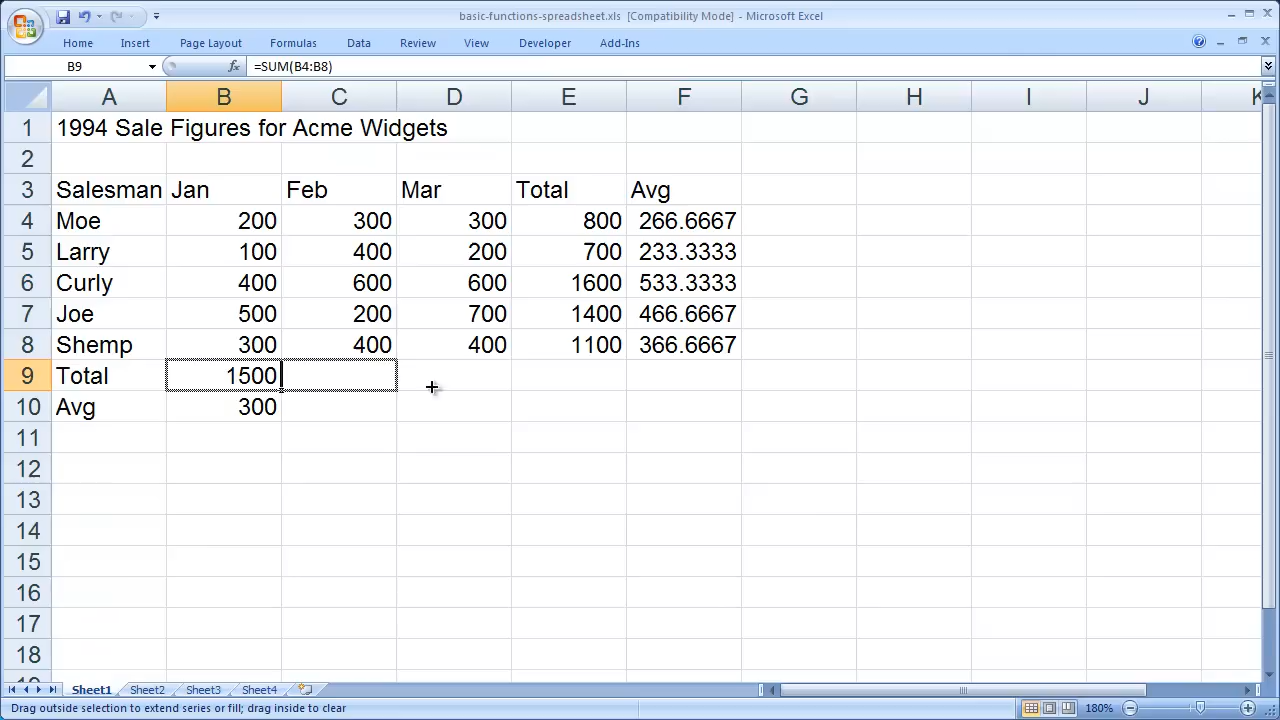 basic-functions-spreadsheet.xls [Compatibility Mode] - Microsoft Excel
Home Insert Page Layout Formulas Data Review View Developer Add-Ins
B9 fx =SUM(B4:B8)
A B C D E F G H I J K
1 1994 Sale Figures for Acme Widgets
2
3 Salesman Jan Feb Mar Total Avg
4 Moe 200 300 300 800 266.6667
5 Larry 100 400 200 700 233.3333
6 Curly 400 600 600 1600 533.3333
7 Joe 500 200 700 1400 466.6667
8 Shemp 300 400 400 1100 366.6667
9 Total 1500
10 Avg 300
11
12
13
14
15
16
17
18
Sheet1 Sheet2 Sheet3 Sheet4
Drag outside selection to extend series or fill; drag inside to clear 180%